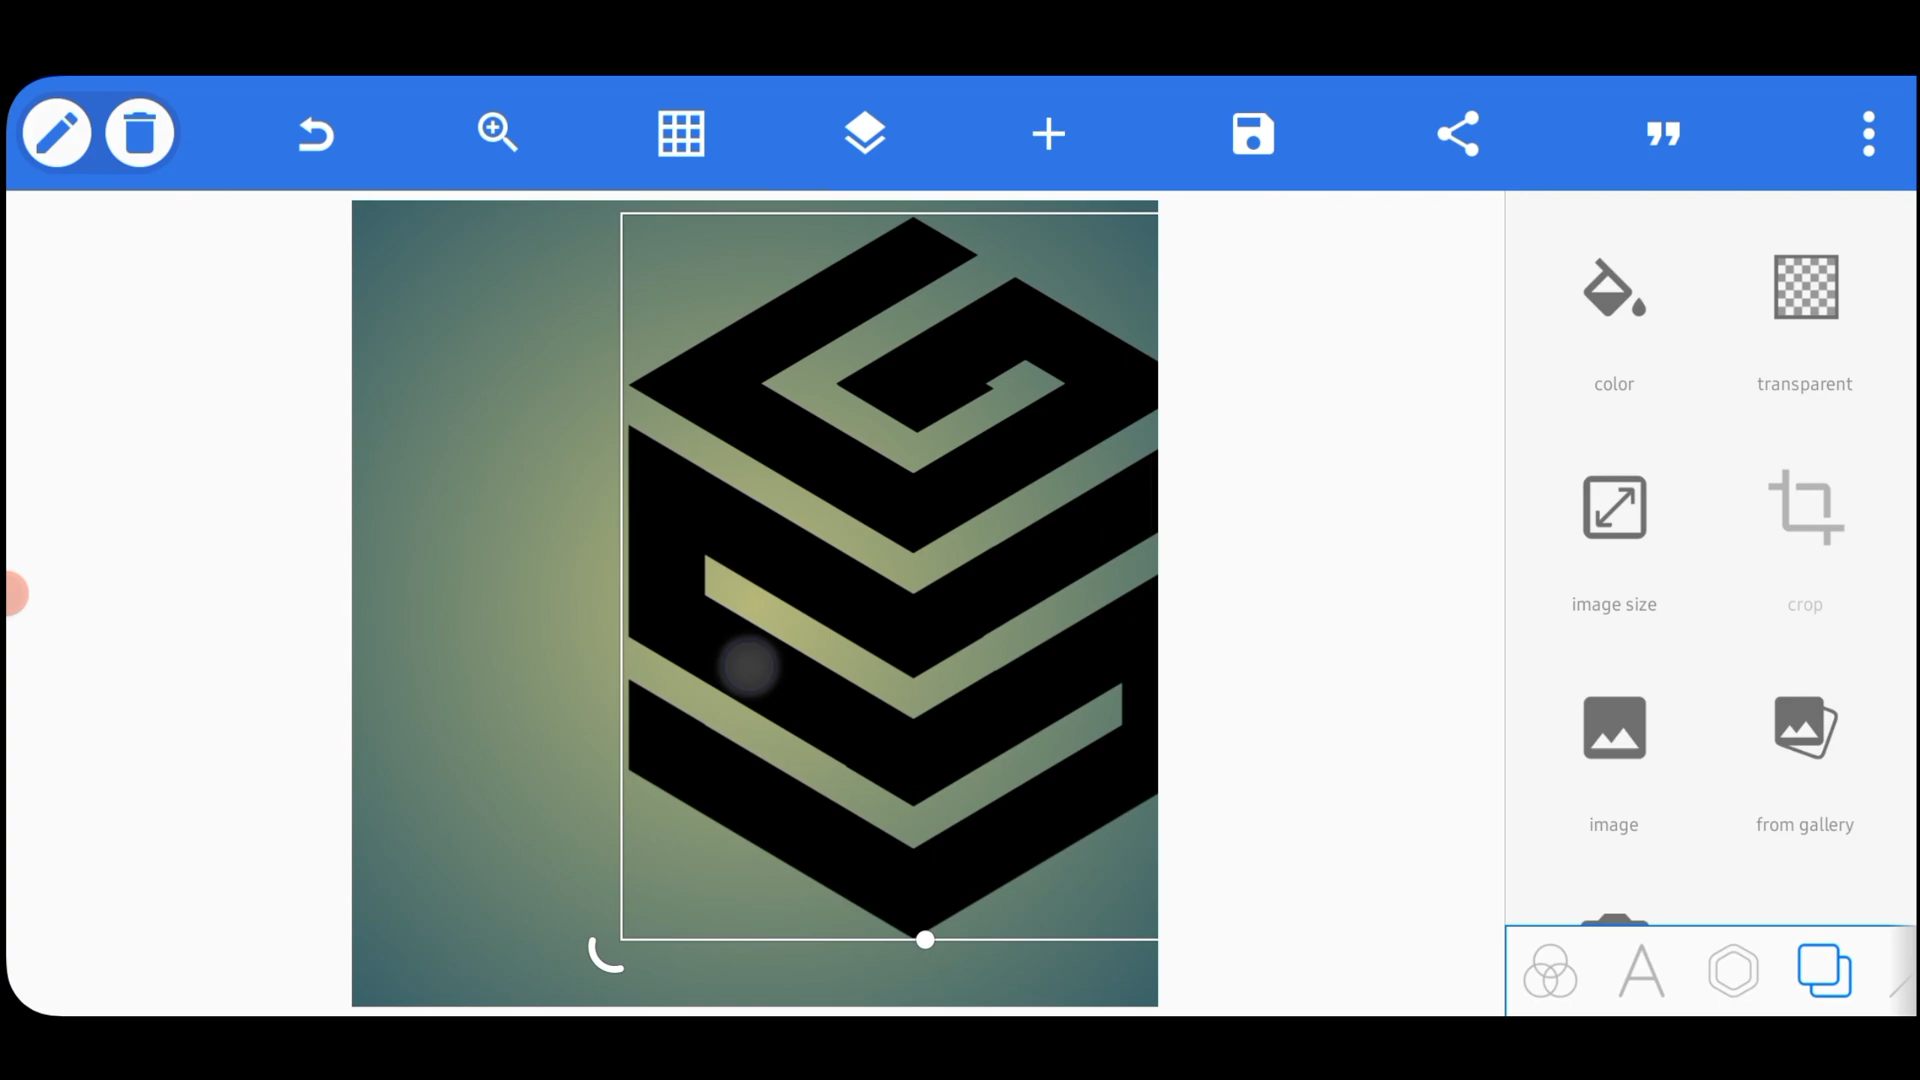 color
transparent
image size
crop
image
from gallery